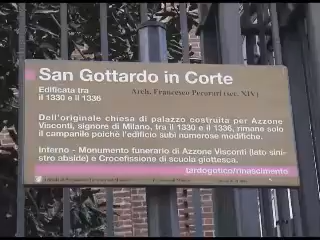 San Gottardo in Corte
Edificata tra
il 1330 e il 1336
Arch. Francesco Pecorari (sec. XIV)
Dell'originale chiesa di palazzo costruita per Azzone
Visconti, signore di Milano, tra il 1330 e il 1336, rimane solo
il campanile poiché l'edificio subì numerose modifiche.
Interno - Monumento funerario di Azzone Visconti (lato sini-
stro abside) e Crocefissione di scuola giottesca.
tardogotico/rinascimento